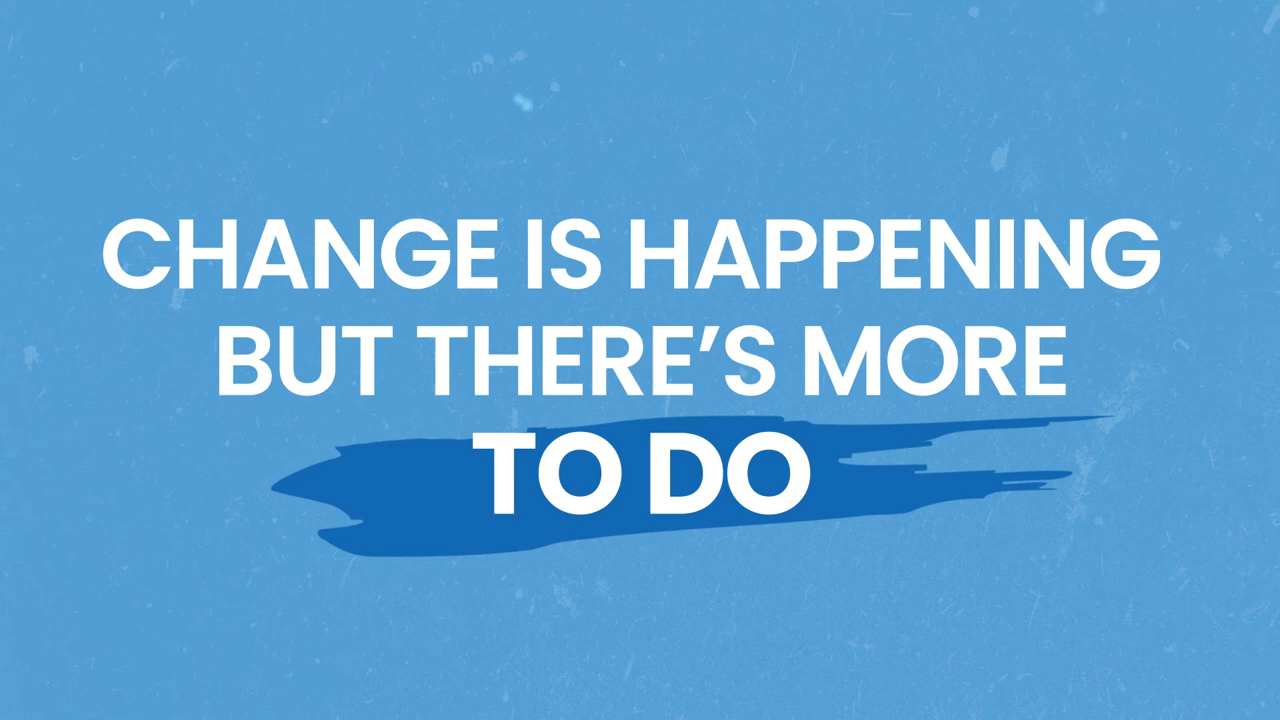 CHANGE IS HAPPENING
BUT THERE’S MORE
TO DO